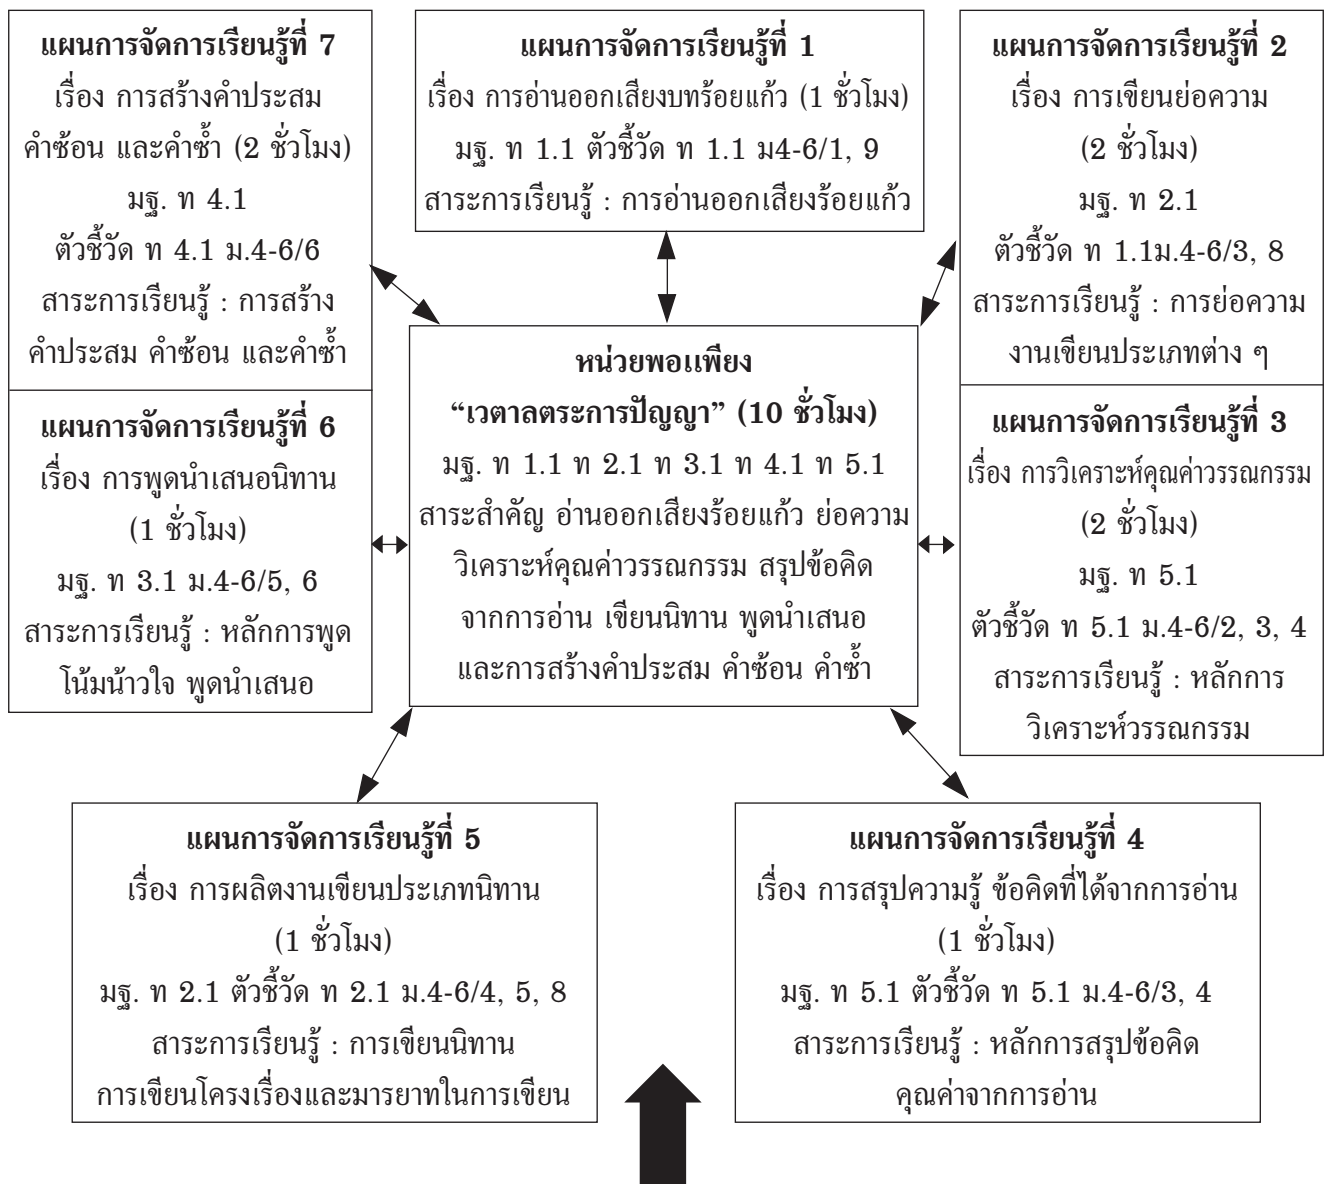 แผนการจัดการเรียนรู้ที่ 7
เรื่อง การสร้างคำประสม
คำซ้อน และคำซ้ำ (2 ชั่วโมง)
มฐ. ท 4.1
ตัวชี้วัด ท 4.1 ม.4-6/6
สาระการเรียนรู้ : การสร้าง
คำประสม คำซ้อน และคำซ้ำ
แผนการจัดการเรียนรู้ที่ 1
เรื่อง การอ่านออกเสียงบทร้อยแก้ว (1 ชั่วโมง)
มฐ. ท 1.1 ตัวชี้วัด ท 1.1 ม4-6/1, 9
สาระการเรียนรู้ : การอ่านออกเสียงร้อยแก้ว
แผนการจัดการเรียนรู้ที่ 2
เรื่อง การเขียนย่อความ
(2 ชั่วโมง)
มฐ. ท 2.1
ตัวชี้วัด ท 1.1ม.4-6/3, 8
สาระการเรียนรู้ : การย่อความ
งานเขียนประเภทต่าง ๆ
หน่วยพอเเพียง
“เวตาลตระการปัญญา” (10 ชั่วโมง)
มฐ. ท 1.1 ท 2.1 ท 3.1 ท 4.1 ท 5.1
สาระสำคัญ อ่านออกเสียงร้อยแก้ว ย่อความ
วิเคราะห์คุณค่าวรรณกรรม สรุปข้อคิด
จากการอ่าน เขียนนิทาน พูดนำเสนอ
และการสร้างคำประสม คำซ้อน คำซ้ำ
แผนการจัดการเรียนรู้ที่ 6
เรื่อง การพูดนำเสนอนิทาน
(1 ชั่วโมง)
มฐ. ท 3.1 ม.4-6/5, 6
สาระการเรียนรู้ : หลักการพูด
โน้มน้าวใจ พูดนำเสนอ
แผนการจัดการเรียนรู้ที่ 3
เรื่อง การวิเคราะห์คุณค่าวรรณกรรม
(2 ชั่วโมง)
มฐ. ท 5.1
ตัวชี้วัด ท 5.1 ม.4-6/2, 3, 4
สาระการเรียนรู้ : หลักการ
วิเคราะห์วรรณกรรม
แผนการจัดการเรียนรู้ที่ 5
เรื่อง การผลิตงานเขียนประเภทนิทาน
(1 ชั่วโมง)
มฐ. ท 2.1 ตัวชี้วัด ท 2.1 ม.4-6/4, 5, 8
สาระการเรียนรู้ : การเขียนนิทาน
การเขียนโครงเรื่องและมารยาทในการเขียน
แผนการจัดการเรียนรู้ที่ 4
เรื่อง การสรุปความรู้ ข้อคิดที่ได้จากการอ่าน
(1 ชั่วโมง)
มฐ. ท 5.1 ตัวชี้วัด ท 5.1 ม.4-6/3, 4
สาระการเรียนรู้ : หลักการสรุปข้อคิด
คุณค่าจากการอ่าน